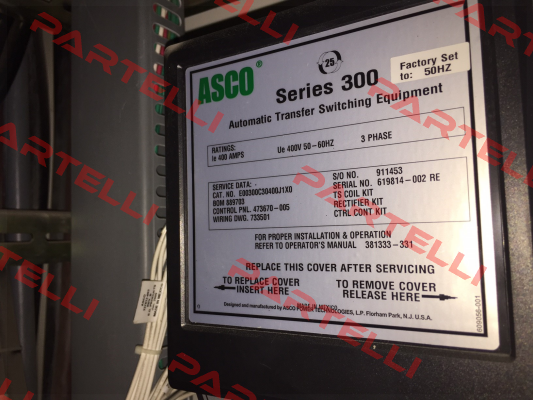 ASCO®
25
Series 300
Automatic Transfer Switching Equipment
Factory Set
to: 50HZ
RATINGS:
Ie 400 AMPS
Ue 400V 50-60HZ
3 PHASE
SERVICE DATA: -
CAT. NO. E00300C30400J1XD
BOM 809703
CONTROL PNL. 473670-005
WIRING DWG. 733501
S/O NO. 911453
SERIAL NO. 619814-002 RE
TS COIL KIT
RECTIFIER KIT
CTRL CONT KIT
FOR PROPER INSTALLATION & OPERATION
REFER TO OPERATOR'S MANUAL 381333-331
REPLACE THIS COVER AFTER SERVICING
TO REPLACE COVER
INSERT HERE
TO REMOVE COVER
RELEASE HERE
MADE IN MEXICO
Designed and manufactured by ASCO POWER TECHNOLOGIES, L.P. Florham Park, N.J. U.S.A.
PARTELLI
PARTELLI
PARTELLI
PARTELLI
PARTELLI
PARTELLI